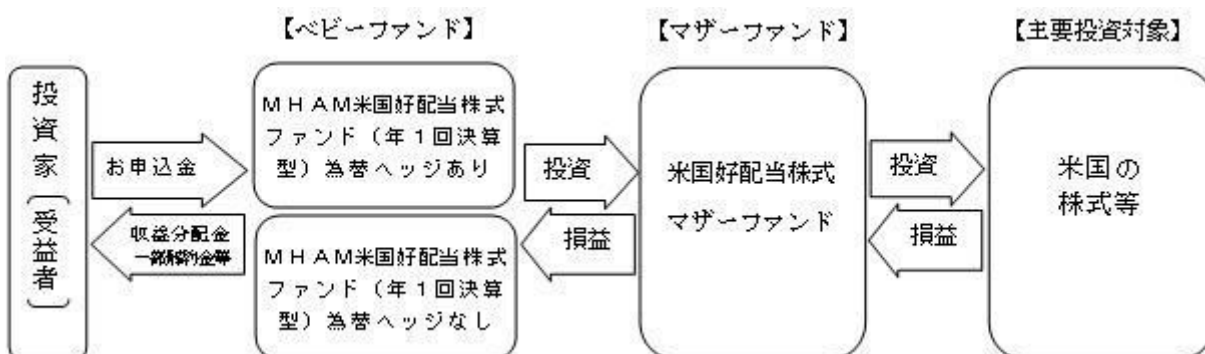 【ベビーファンド】
【マザーファンド】
【主要投資対象】
投資家
〔受益者〕
お申込金
収益分配金
一部解約金等
ＭＨＡＭ米国好配当株式
ファンド（年１回決算
型）為替ヘッジあり
ＭＨＡＭ米国好配当株式
ファンド（年１回決算
型）為替ヘッジなし
投資
損益
米国好配当株式
マザーファンド
投資
損益
米国の
株式等